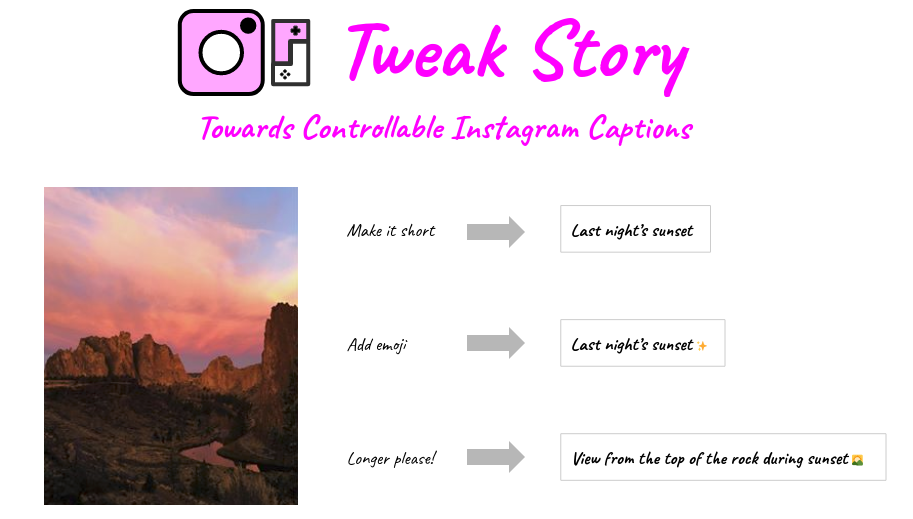 Tweak Story
Towards Controllable Instagram Captions
Make it short
Last night's sunset
Add emoji
Last night's sunset ✨
Longer please!
View from the top of the rock during sunset 🌄